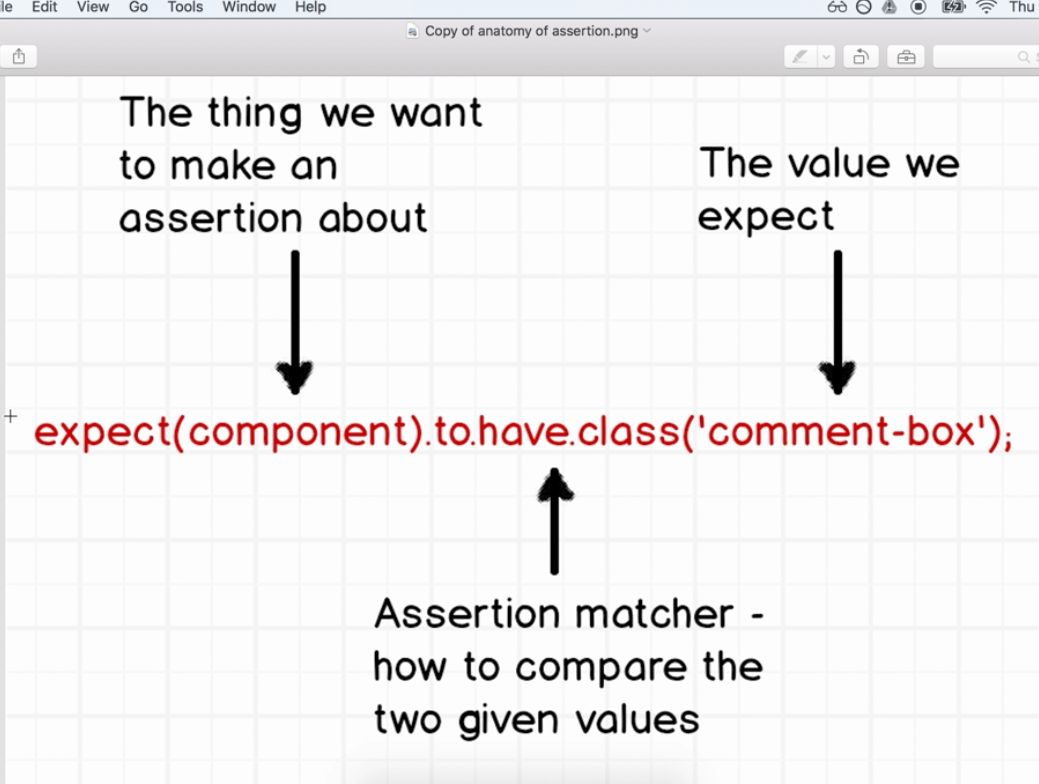 Edit View Go Tools Window Help Thu
Copy of anatomy of assertion.png
The thing we want
to make an
assertion about
The value we
expect
expect(component).to.have.class('comment-box');
Assertion matcher -
how to compare the
two given values